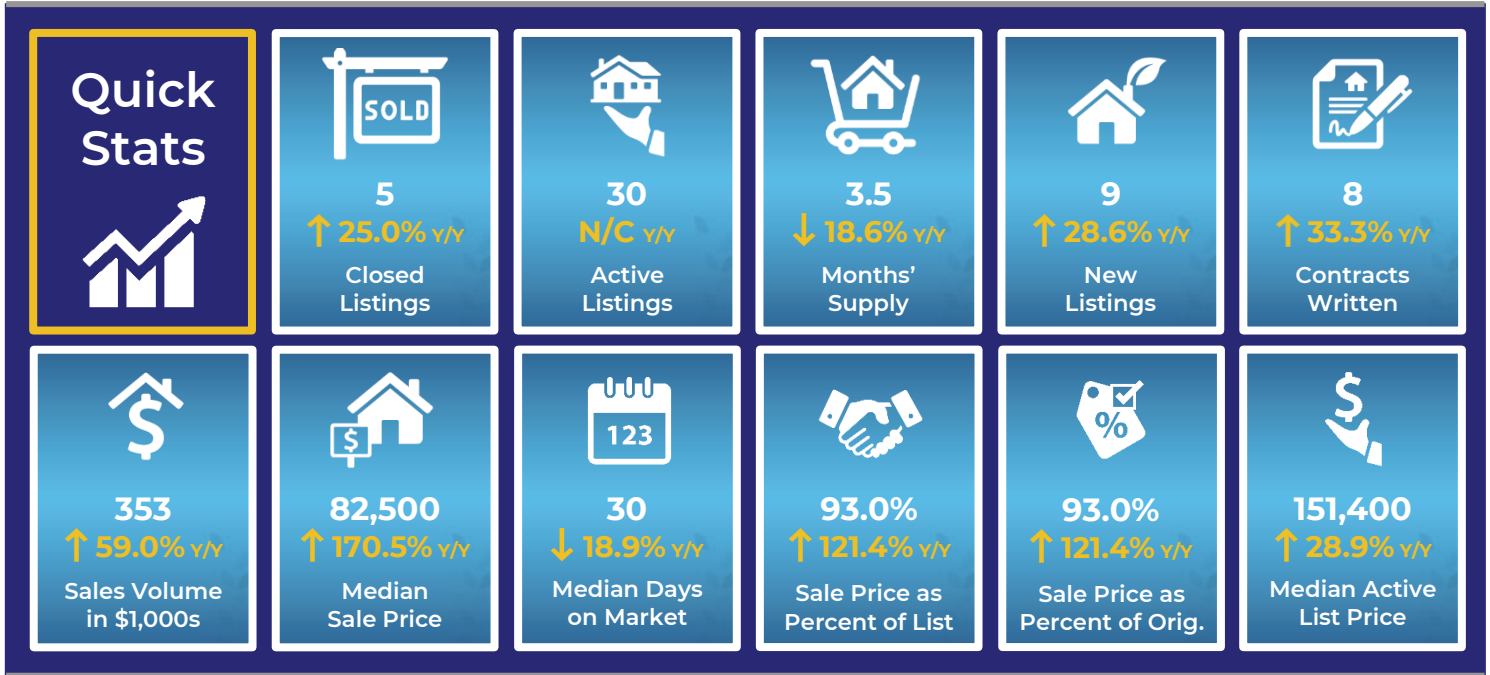 Quick
Stats
SOLD
5
↑ 25.0% Y/Y
Closed
Listings
30
N/C Y/Y
Active
Listings
3.5
↓ 18.6% Y/Y
Months’
Supply
9
↑ 28.6% Y/Y
New
Listings
8
↑ 33.3% Y/Y
Contracts
Written
$
353
↑ 59.0% Y/Y
Sales Volume
in $1,000s
$
82,500
↑ 170.5% Y/Y
Median
Sale Price
123
30
↓ 18.9% Y/Y
Median Days
on Market
93.0%
↑ 121.4% Y/Y
Sale Price as
Percent of List
%
93.0%
↑ 121.4% Y/Y
Sale Price as
Percent of Orig.
$
151,400
↑ 28.9% Y/Y
Median Active
List Price